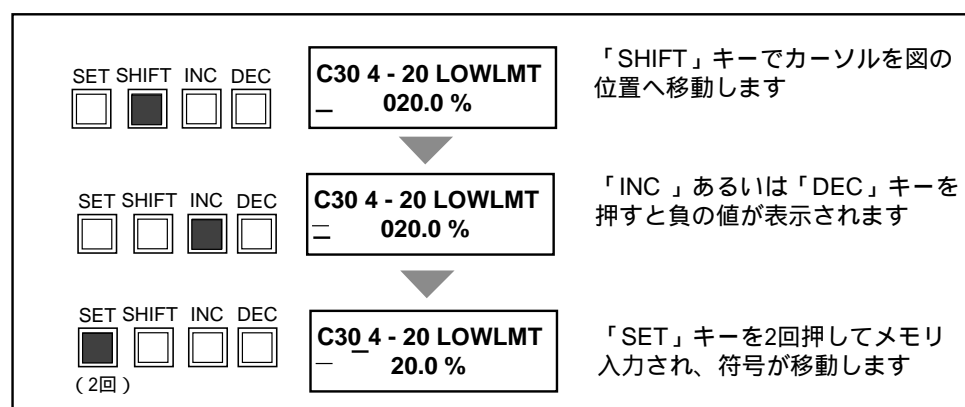 SET SHIFT INC DEC
C30 4 - 20 LOWLMT
_ 020.0 %
「SHIFT」キーでカーソルを図の
位置へ移動します
SET SHIFT INC DEC
C30 4 - 20 LOWLMT
– 020.0 %
「INC 」あるいは「DEC」キーを
押すと負の値が表示されます
SET SHIFT INC DEC
(2回)
C30 4 - 20 LOWLMT
– 20.0 %
「SET」キーを2回押してメモリ
入力され、符号が移動します